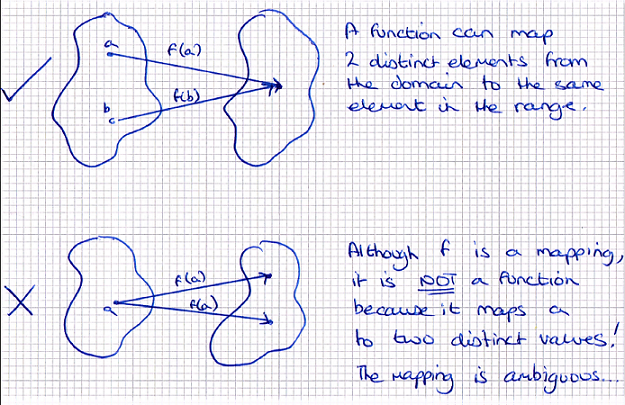 a
f(a)
b
f(b)
A function can map
2 distinct elements from
the domain to the same
element in the range.
f(a)
a
f(a)
Although f is a mapping,
it is NOT a function
because it maps a
to two distinct values!
The mapping is ambiguous...